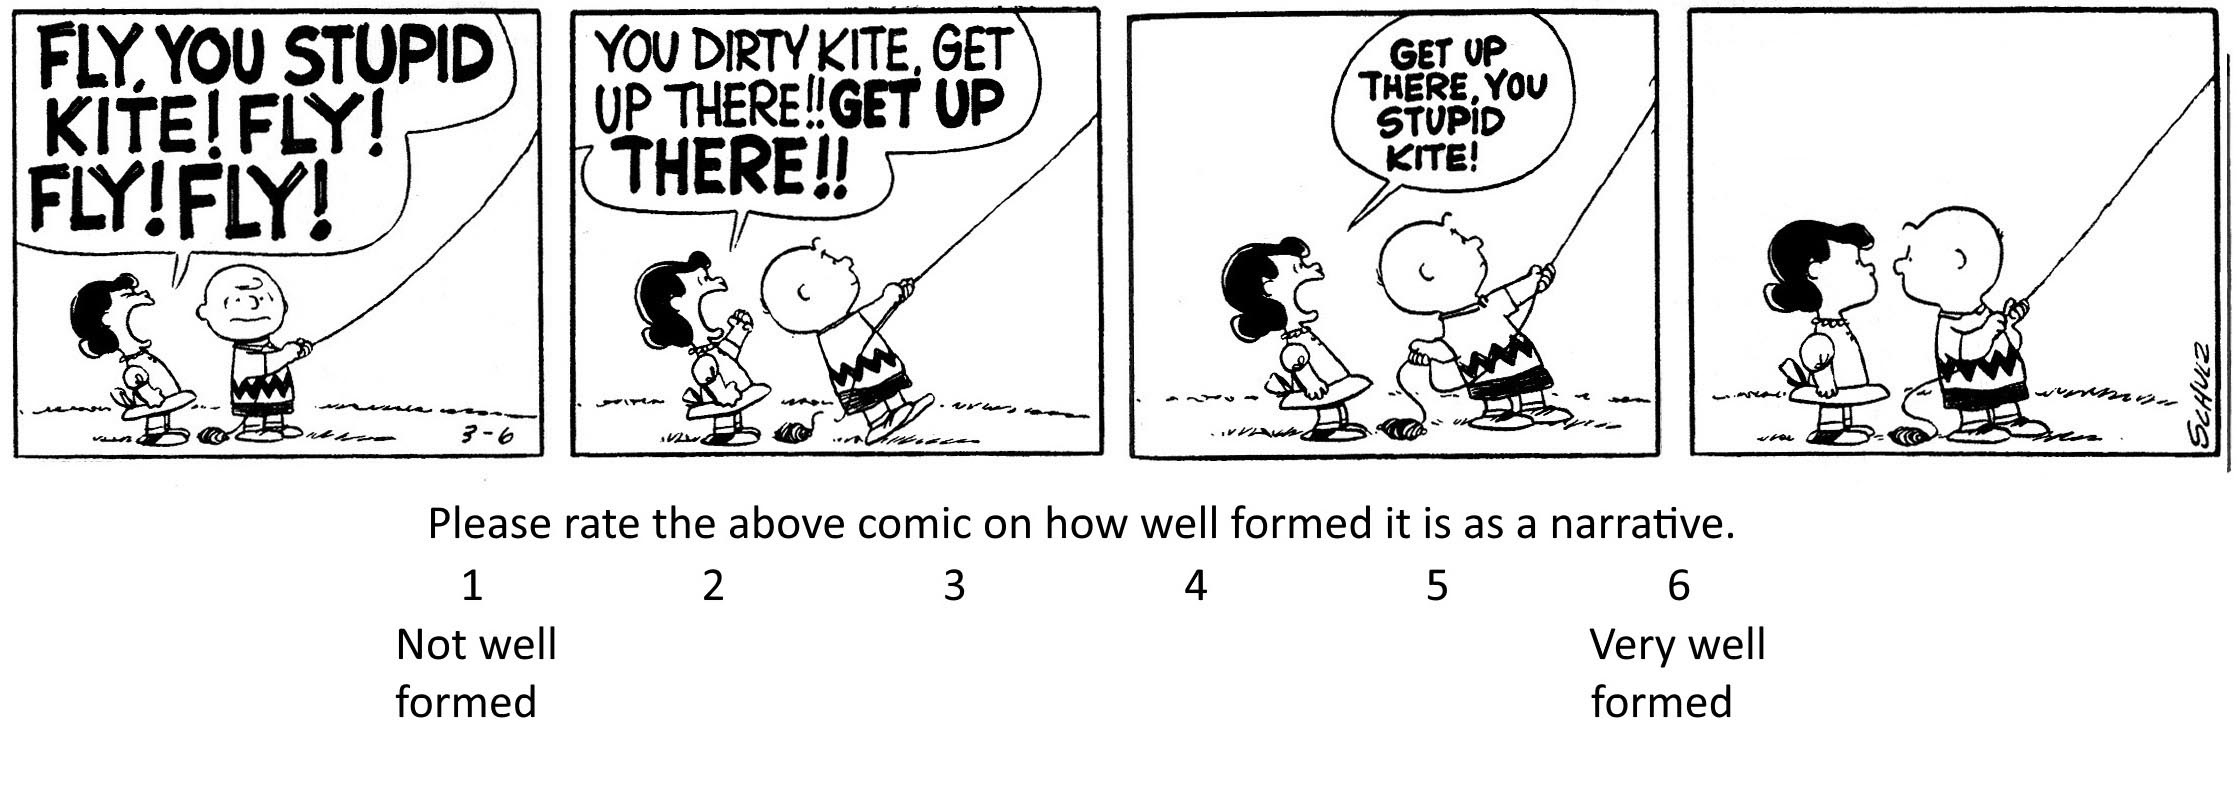 FLY, YOU STUPID
KITE! FLY!
FLY! FLY!
3-6
YOU DIRTY KITE, GET
UP THERE!! GET UP
THERE!!
GET UP
THERE, YOU
STUPID
KITE!
SCHULZ
Please rate the above comic on how well formed it is as a narrative.
1 2 3 4 5 6
Not well
formed
Very well
formed